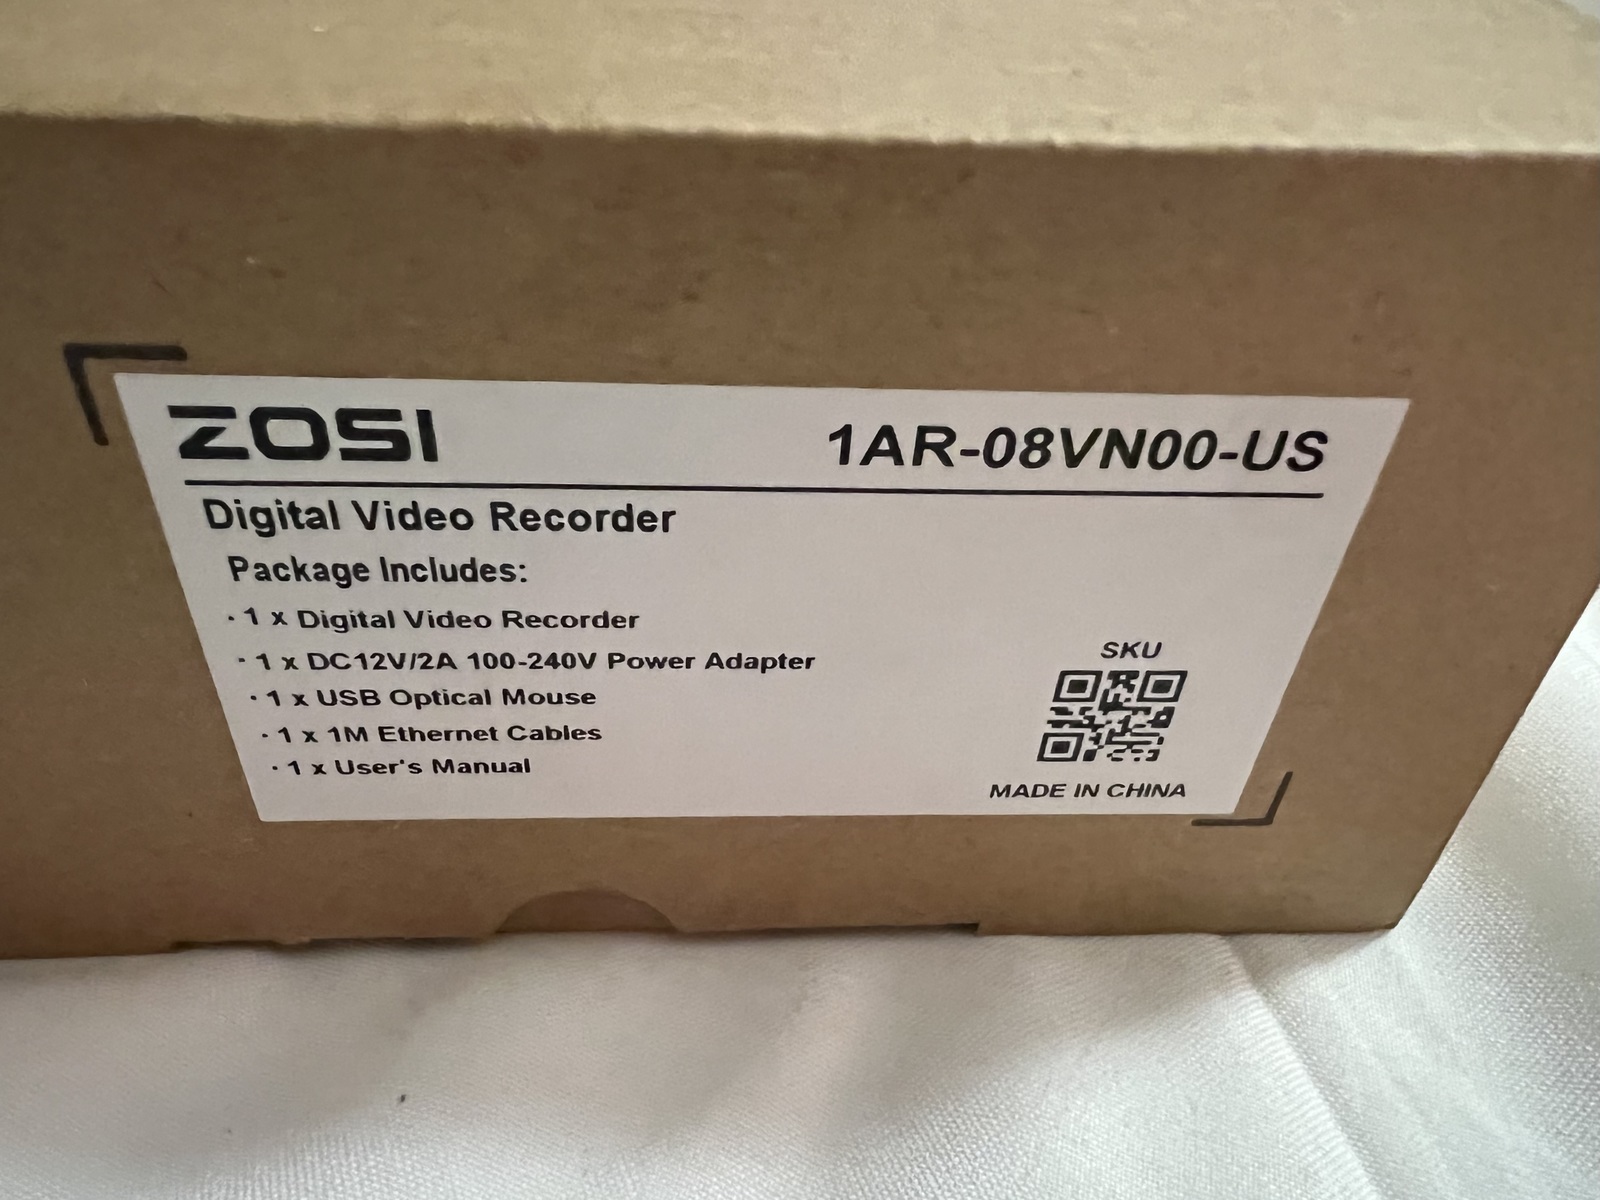 ZOSI
1AR-08VN00-US
Digital Video Recorder
Package Includes:
· 1 x Digital Video Recorder
· 1 x DC12V/2A 100-240V Power Adapter
· 1 x USB Optical Mouse
· 1 x 1M Ethernet Cables
· 1 x User's Manual
SKU
MADE IN CHINA